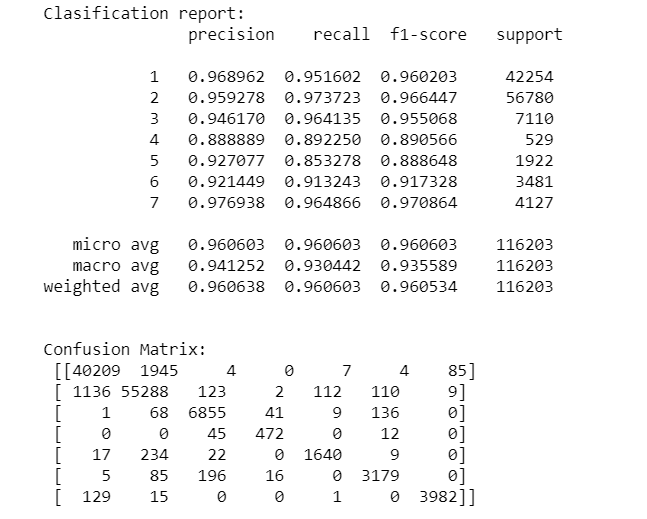 Clasification report:
precision recall f1-score support
1 0.968962 0.951602 0.960203 42254
2 0.959278 0.973723 0.966447 56780
3 0.946170 0.964135 0.955068 7110
4 0.888889 0.892250 0.890566 529
5 0.927077 0.853278 0.888648 1922
6 0.921449 0.913243 0.917328 3481
7 0.976938 0.964866 0.970864 4127
micro avg 0.960603 0.960603 0.960603 116203
macro avg 0.941252 0.930442 0.935589 116203
weighted avg 0.960638 0.960603 0.960534 116203
Confusion Matrix:
[[40209 1945 4 0 7 4 85]
[ 1136 55288 123 2 112 110 9]
[ 1 68 6855 41 9 136 0]
[ 0 0 45 472 0 12 0]
[ 17 234 22 0 1640 9 0]
[ 5 85 196 16 0 3179 0]
[ 129 15 0 0 1 0 3982]]